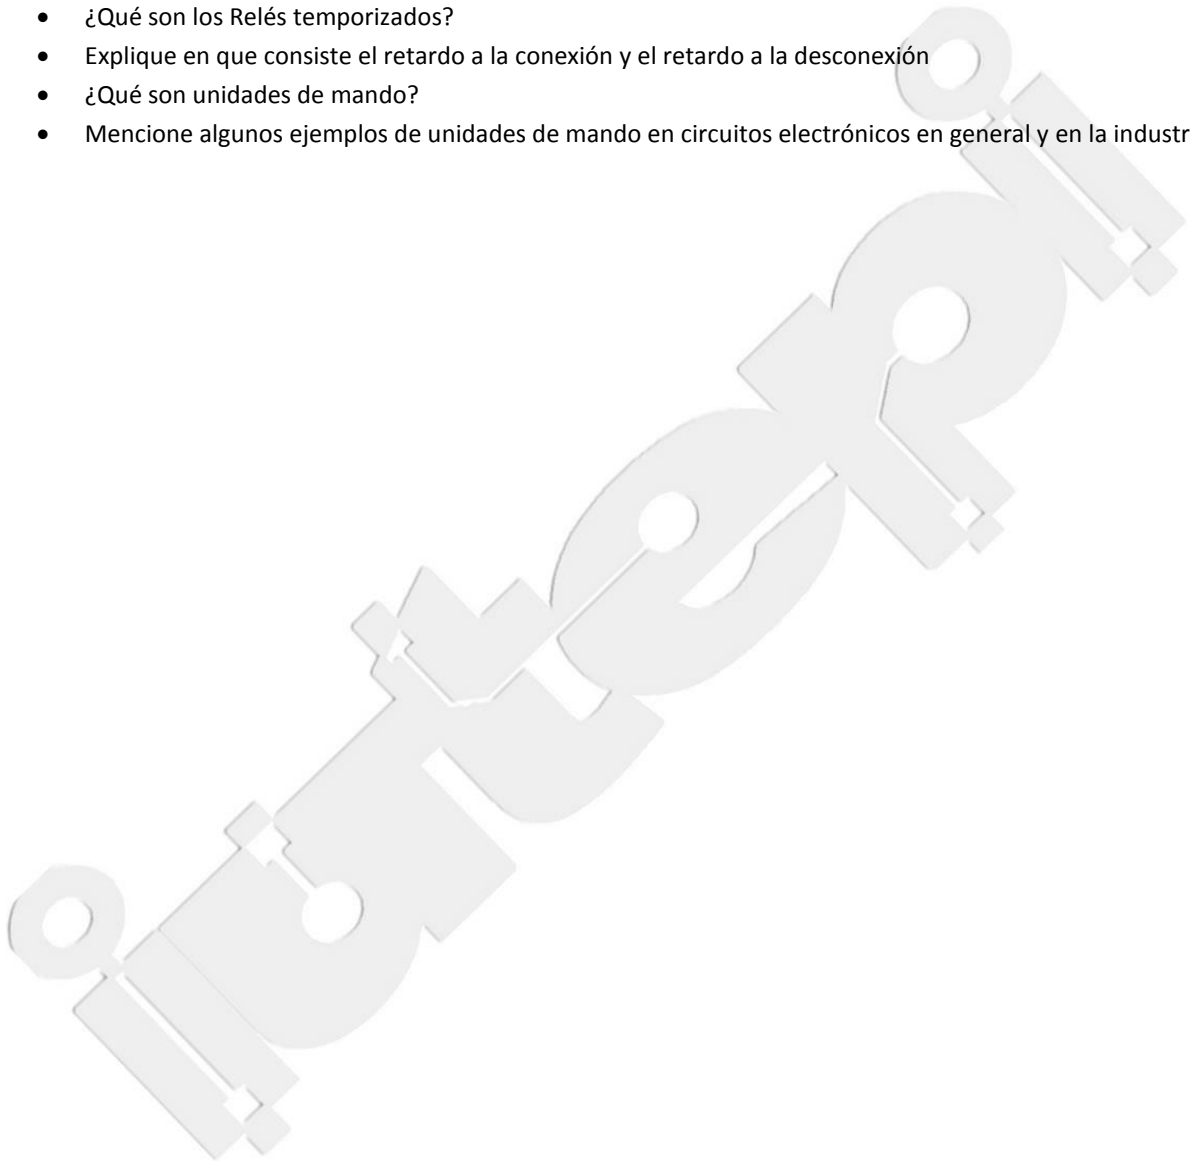 • ¿Qué son los Relés temporizados?
• Explique en que consiste el retardo a la conexión y el retardo a la desconexión
• ¿Qué son unidades de mando?
• Mencione algunos ejemplos de unidades de mando en circuitos electrónicos en general y en la industr
iutepi